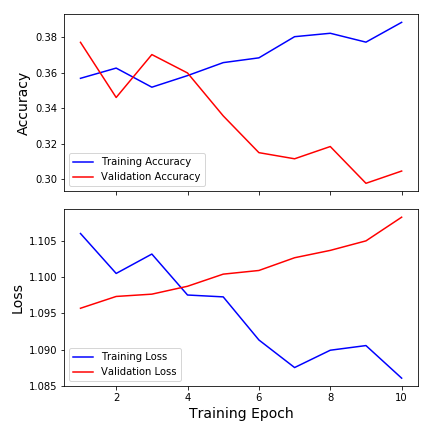 0.38
0.36
0.34
0.32
0.30
Accuracy
Training Accuracy
Validation Accuracy
1.105
1.100
1.095
1.090
1.085
Loss
Training Loss
Validation Loss
2 4 6 8 10
Training Epoch